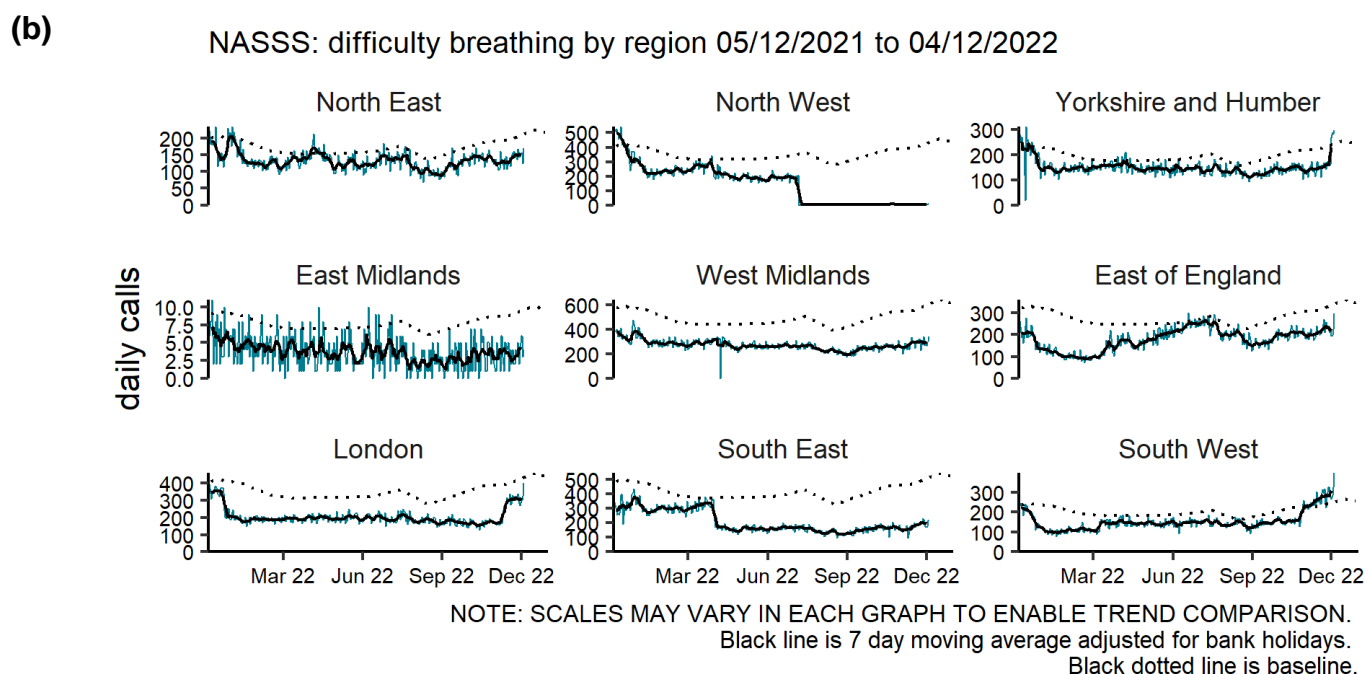 (b)
NASSS: difficulty breathing by region 05/12/2021 to 04/12/2022
North East
North West
Yorkshire and Humber
200
150
100
50
0
500
400
300
200
100
0
300
200
100
0
East Midlands
West Midlands
East of England
daily calls
10.0
7.5
5.0
2.5
0.0
600
400
200
0
300
200
100
0
London
South East
South West
400
300
200
100
0
500
400
300
200
100
0
300
200
100
0
Mar 22 Jun 22 Sep 22 Dec 22
Mar 22 Jun 22 Sep 22 Dec 22
Mar 22 Jun 22 Sep 22 Dec 22
NOTE: SCALES MAY VARY IN EACH GRAPH TO ENABLE TREND COMPARISON.
Black line is 7 day moving average adjusted for bank holidays.
Black dotted line is baseline.